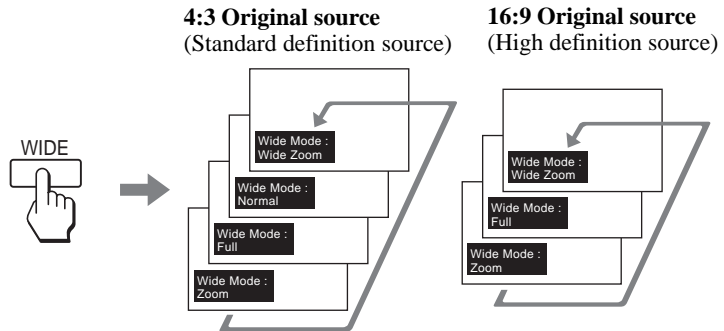 4:3 Original source
(Standard definition source)
16:9 Original source
(High definition source)
WIDE
Wide Mode :
Wide Zoom
Wide Mode :
Normal
Wide Mode :
Full
Wide Mode :
Zoom
Wide Mode :
Wide Zoom
Wide Mode :
Full
Wide Mode :
Zoom